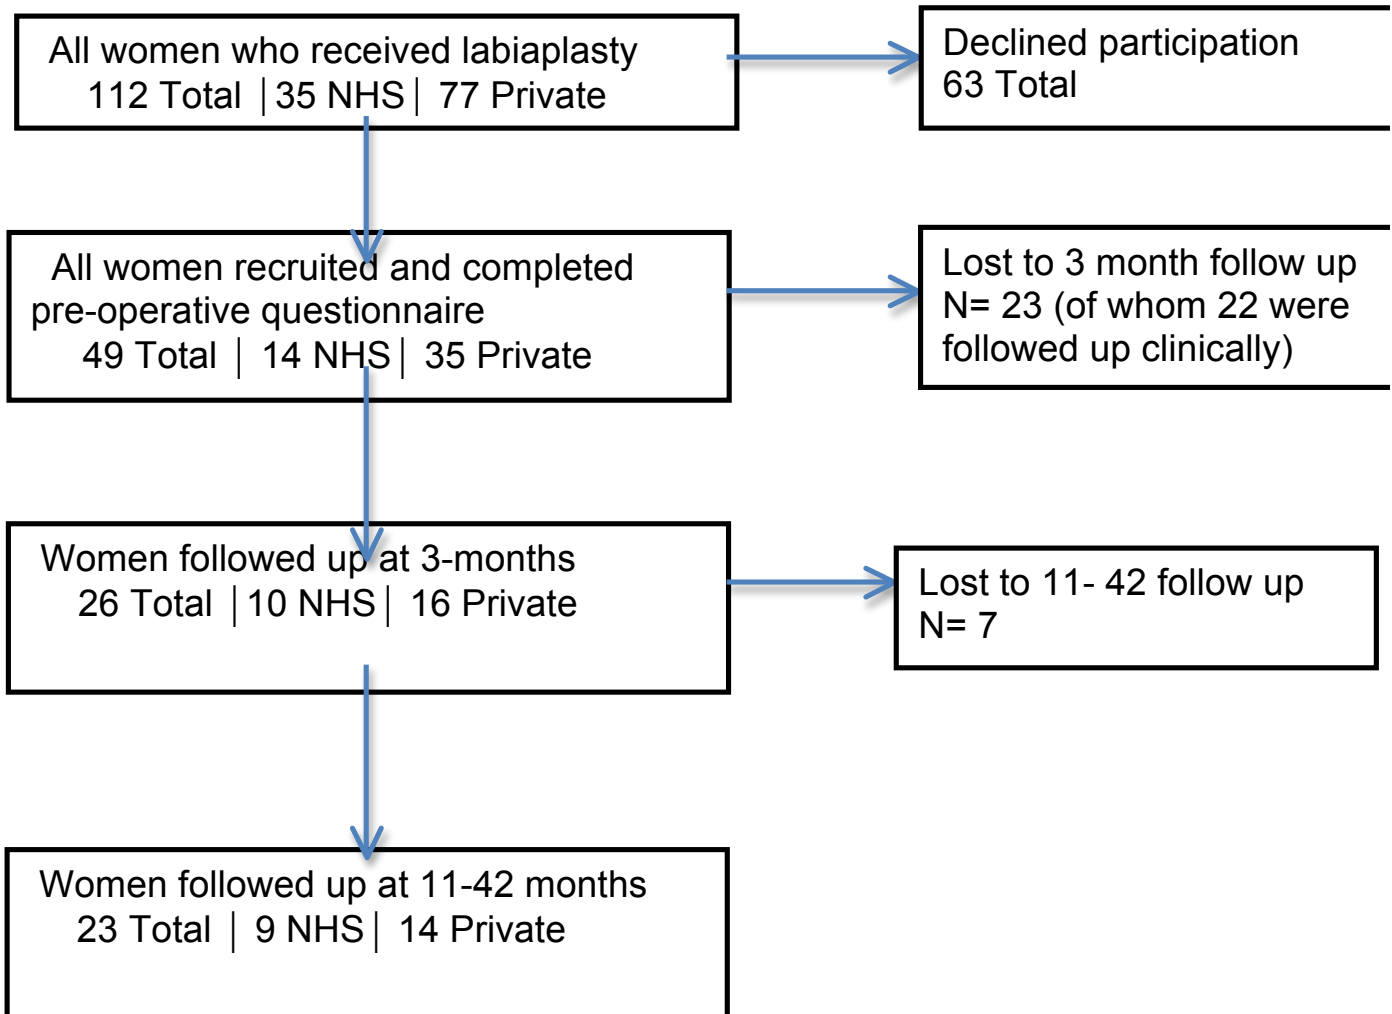 All women who received labiaplasty
112 Total | 35 NHS | 77 Private
Declined participation
63 Total
All women recruited and completed
pre-operative questionnaire
49 Total | 14 NHS | 35 Private
Lost to 3 month follow up
N= 23 (of whom 22 were
followed up clinically)
Women followed up at 3-months
26 Total | 10 NHS | 16 Private
Lost to 11- 42 follow up
N= 7
Women followed up at 11-42 months
23 Total | 9 NHS | 14 Private